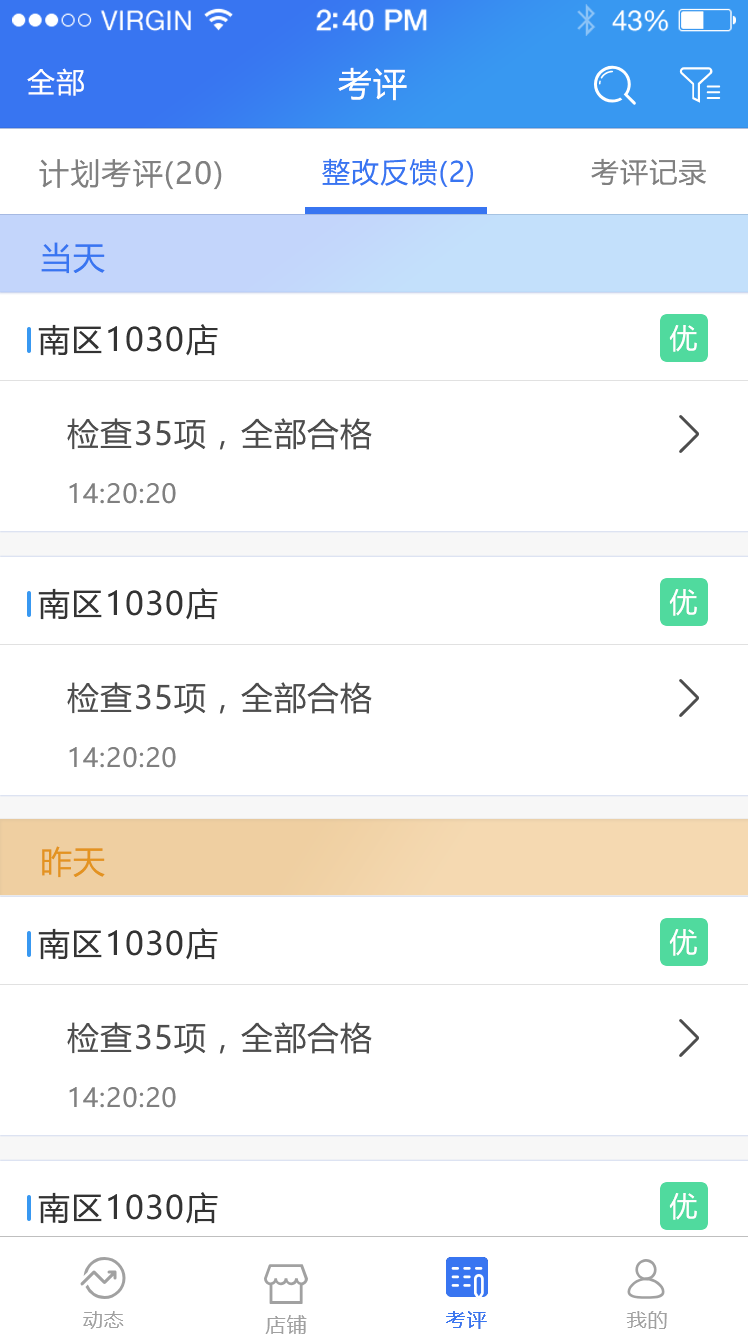 VIRGIN 2:40 PM 43%
全部 考评
计划考评(20) 整改反馈(2) 考评记录
当天
南区1030店 优
检查35项，全部合格
14:20:20
南区1030店 优
检查35项，全部合格
14:20:20
昨天
南区1030店 优
检查35项，全部合格
14:20:20
南区1030店 优
动态 店铺 考评 我的